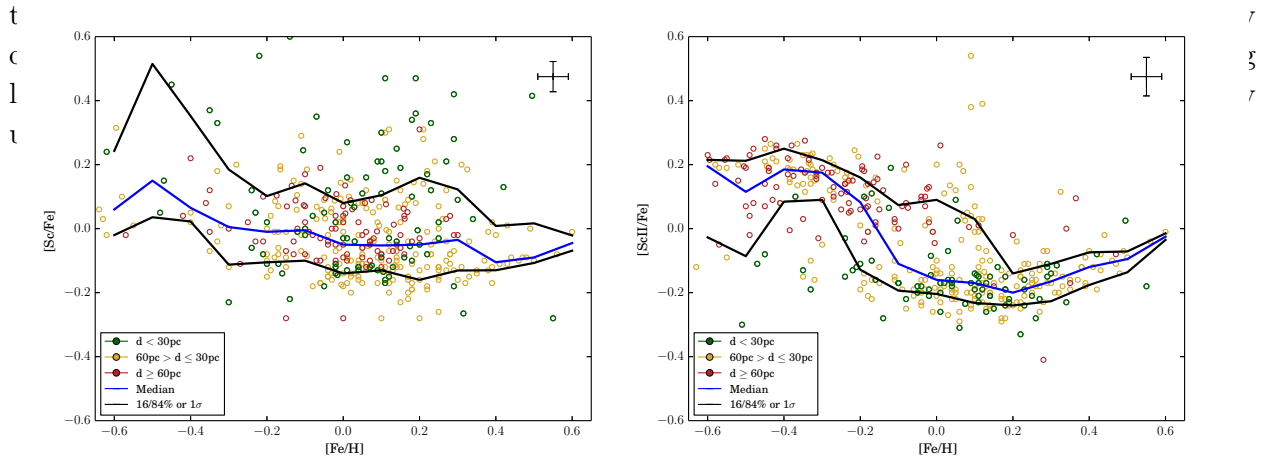 t
y
c
g
l
y
u
0.6
0.4
0.2
0.0
−0.2
−0.4
−0.6
[Sc/Fe]
d < 30pc
60pc > d ≤ 30pc
d ≥ 60pc
Median
16/84% or 1σ
−0.6 −0.4 −0.2 0.0 0.2 0.4 0.6
[Fe/H]
0.6
0.4
0.2
0.0
−0.2
−0.4
−0.6
[ScII/Fe]
d < 30pc
60pc > d ≤ 30pc
d ≥ 60pc
Median
16/84% or 1σ
−0.6 −0.4 −0.2 0.0 0.2 0.4 0.6
[Fe/H]